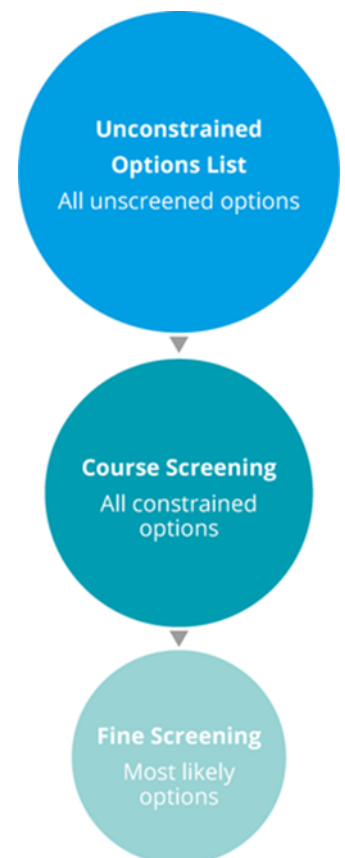 Unconstrained
Options List
All unscreened options
Course Screening
All constrained
options
Fine Screening
Most likely
options